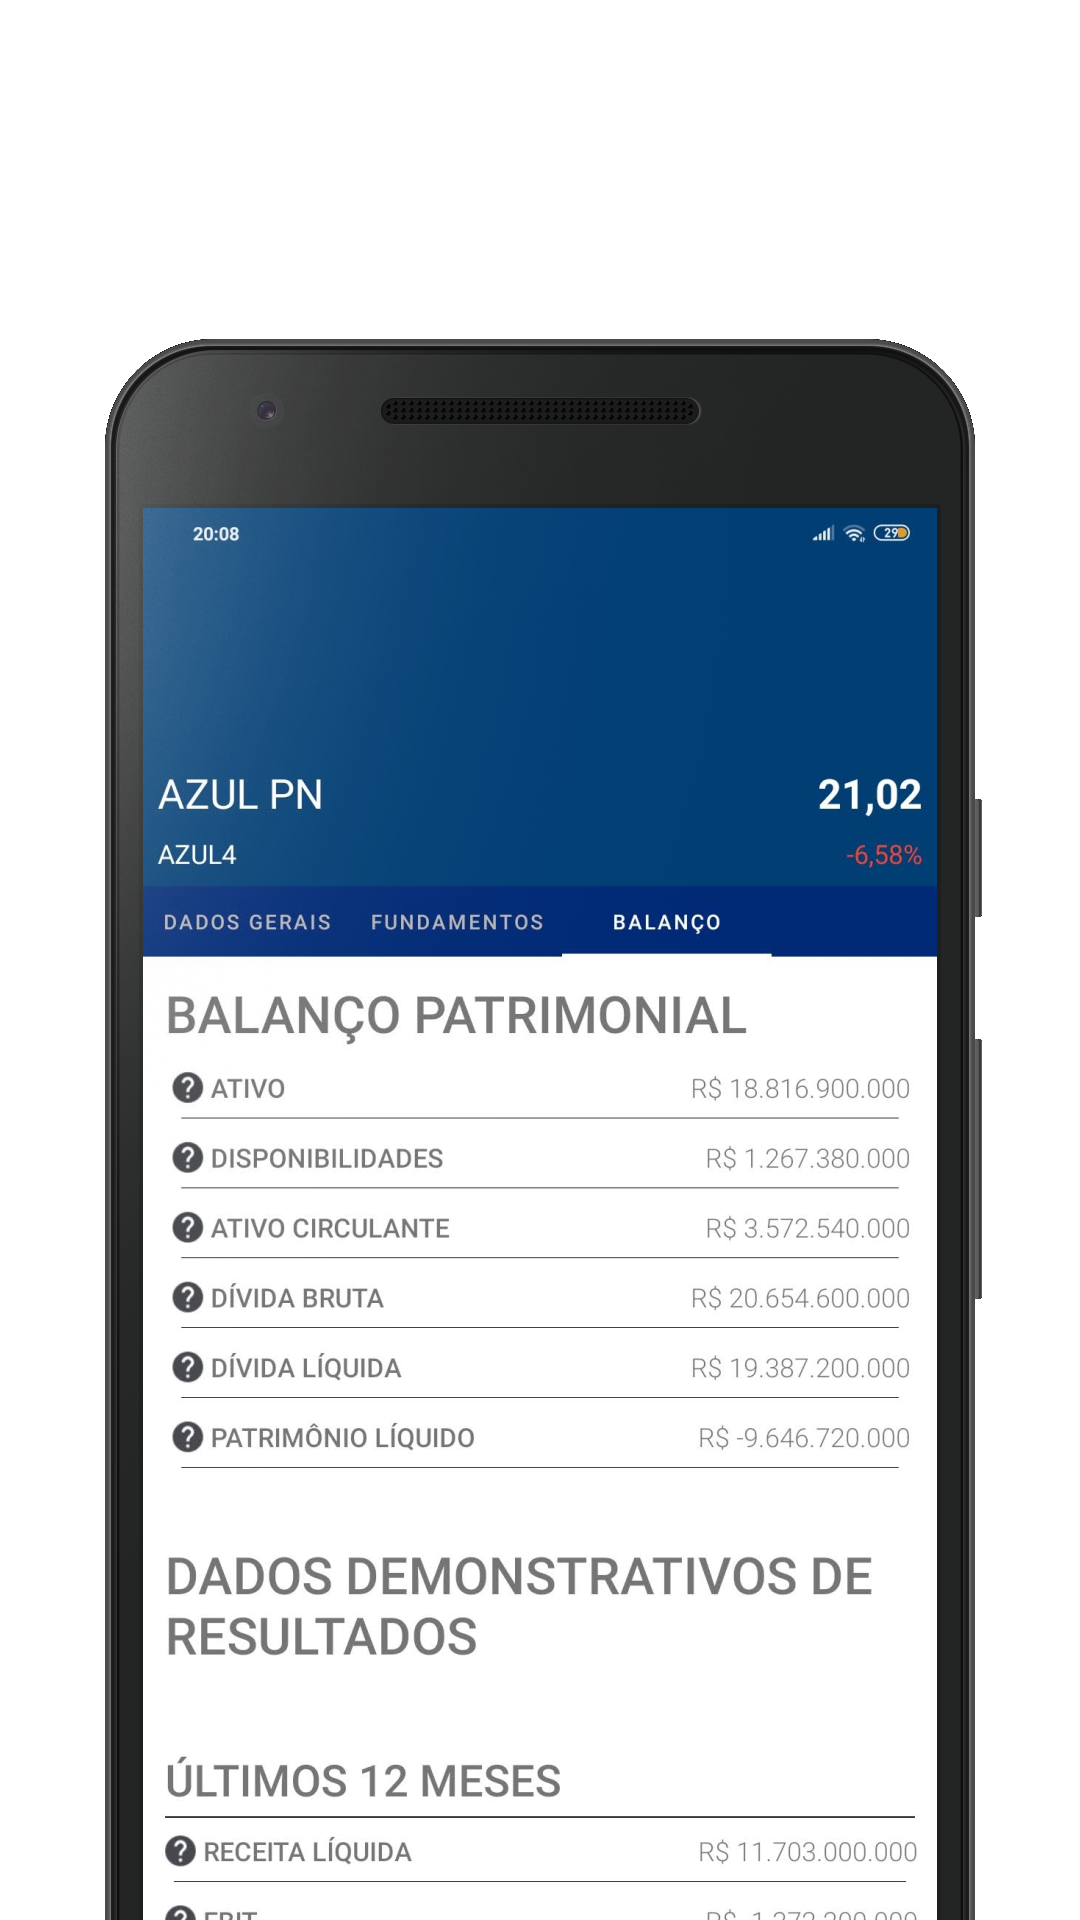 20:08
29
AZUL PN 21,02
AZUL4 -6,58%
DADOS GERAIS FUNDAMENTOS BALANÇO
BALANÇO PATRIMONIAL
? ATIVO R$ 18.816.900.000
? DISPONIBILIDADES R$ 1.267.380.000
? ATIVO CIRCULANTE R$ 3.572.540.000
? DÍVIDA BRUTA R$ 20.654.600.000
? DÍVIDA LÍQUIDA R$ 19.387.200.000
? PATRIMÔNIO LÍQUIDO R$ -9.646.720.000
DADOS DEMONSTRATIVOS DE
RESULTADOS
ÚLTIMOS 12 MESES
? RECEITA LÍQUIDA R$ 11.703.000.000
? EBIT